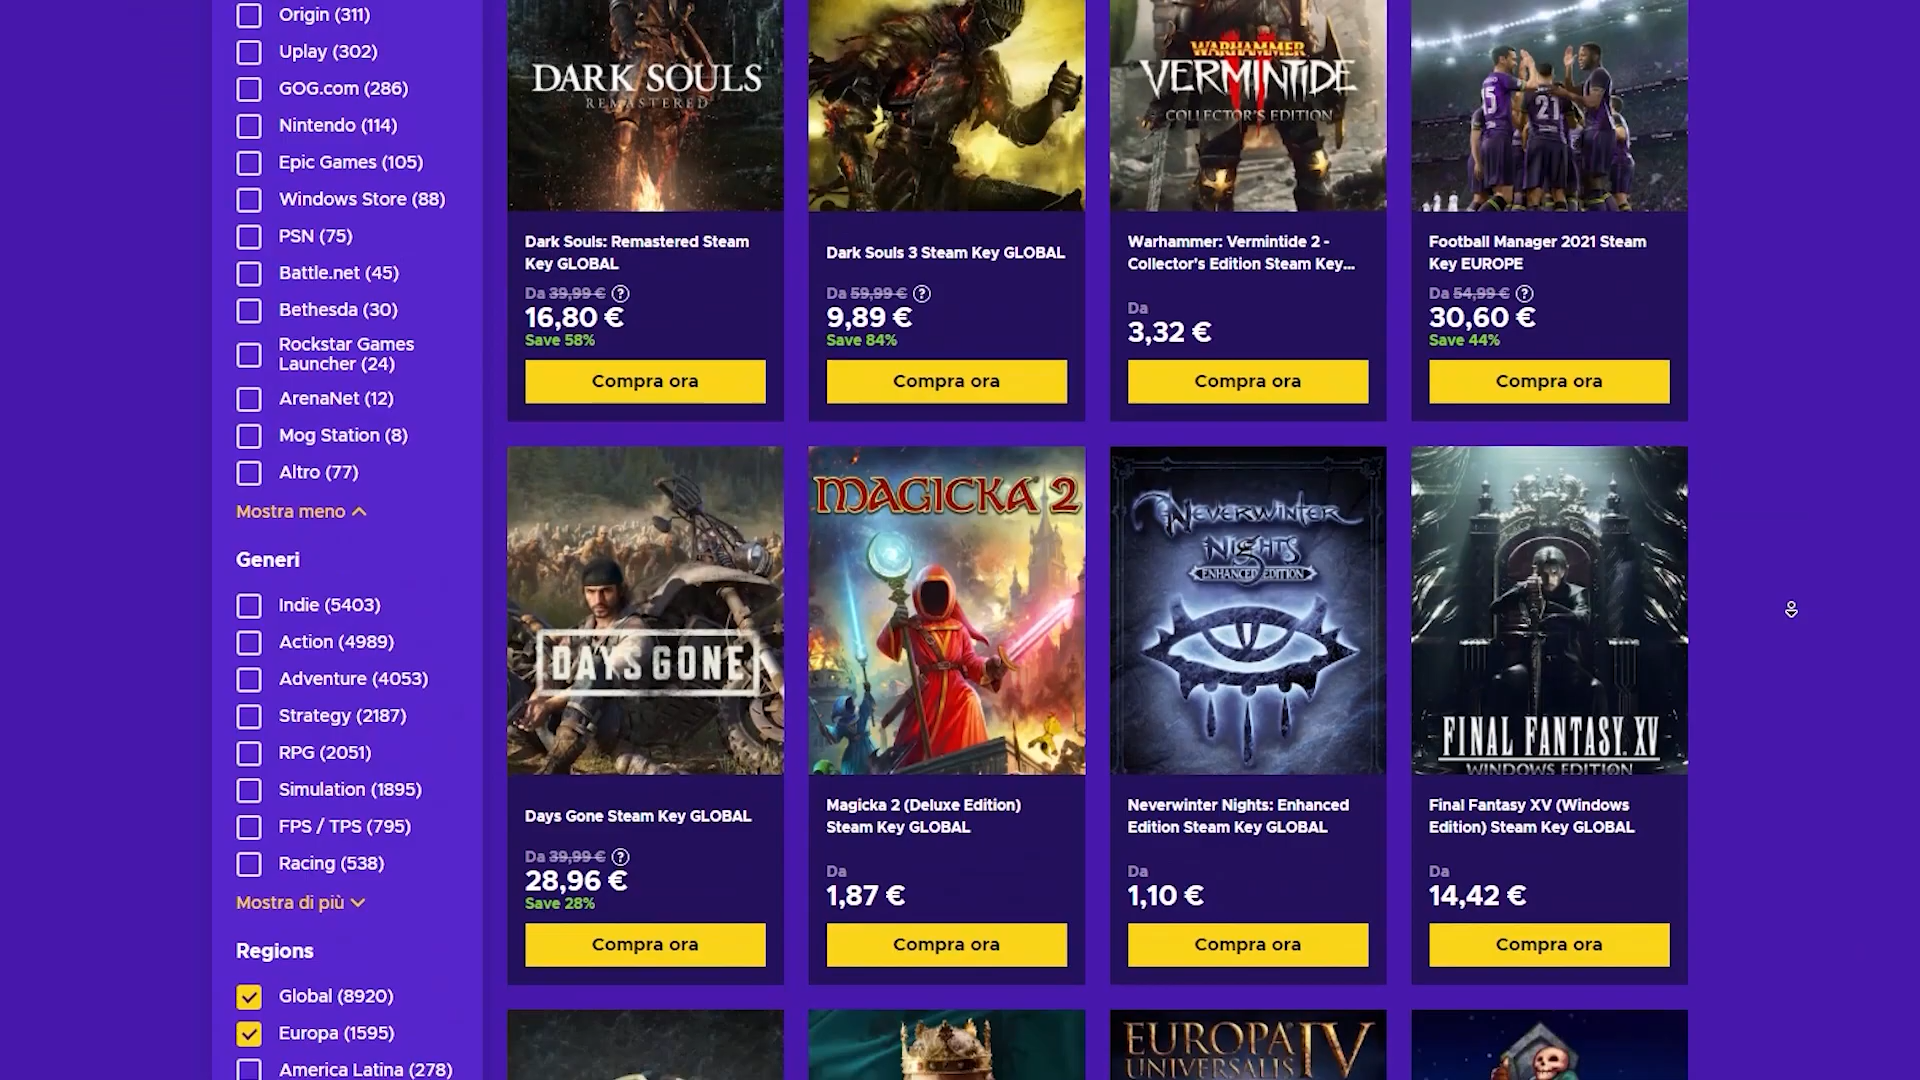 Origin (311)
Uplay (302)
GOG.com (286)
Nintendo (114)
Epic Games (105)
Windows Store (88)
PSN (75)
Battle.net (45)
Bethesda (30)
Rockstar Games
Launcher (24)
ArenaNet (12)
Mog Station (8)
Altro (77)
Mostra meno
Generi
Indie (5403)
Action (4989)
Adventure (4053)
Strategy (2187)
RPG (2051)
Simulation (1895)
FPS / TPS (795)
Racing (538)
Mostra di più
Regions
Global (8920)
Europa (1595)
America Latina (278)
DARK SOULS
REMASTERED
Dark Souls: Remastered Steam
Key GLOBAL
Da 39,99 € ?
16,80 €
Save 58%
Compra ora
Dark Souls 3 Steam Key GLOBAL
Da 59,99 € ?
9,89 €
Save 84%
Compra ora
WARHAMMER
VERMINTIDE
II
COLLECTOR'S EDITION
Warhammer: Vermintide 2 -
Collector's Edition Steam Key...
Da
3,32 €
Compra ora
15
21
Football Manager 2021 Steam
Key EUROPE
Da 54,99 € ?
30,60 €
Save 44%
Compra ora
DAYS GONE
Days Gone Steam Key GLOBAL
Da 39,99 € ?
28,96 €
Save 28%
Compra ora
MAGICKA 2
Magicka 2 (Deluxe Edition)
Steam Key GLOBAL
Da
1,87 €
Compra ora
NEVERWINTER
NIGHTS
ENHANCED EDITION
Neverwinter Nights: Enhanced
Edition Steam Key GLOBAL
Da
1,10 €
Compra ora
FINAL FANTASY XV
WINDOWS EDITION
Final Fantasy XV (Windows
Edition) Steam Key GLOBAL
Da
14,42 €
Compra ora
EUROPA IV
UNIVERSALIS